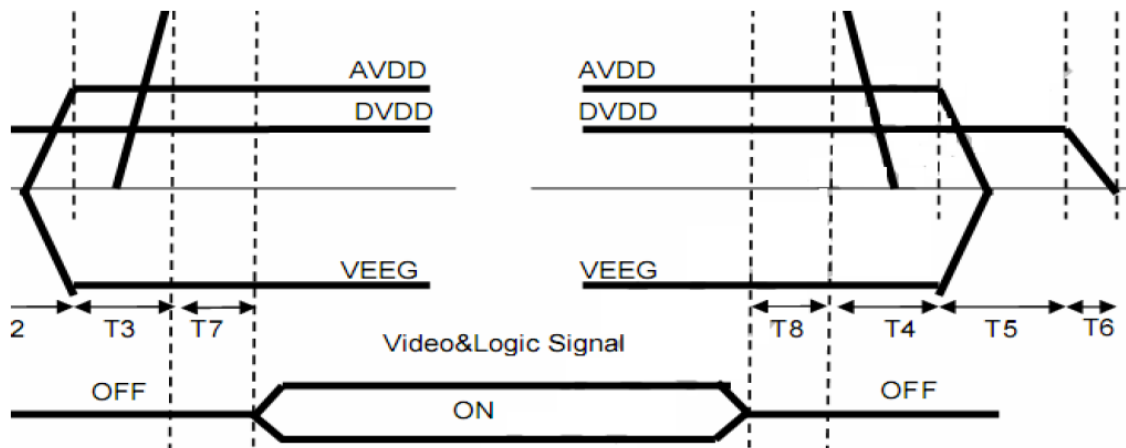 AVDD AVDD
DVDD DVDD
VEEG VEEG
2 T3 T7 T8 T4 T5 T6
Video&Logic Signal
OFF ON OFF